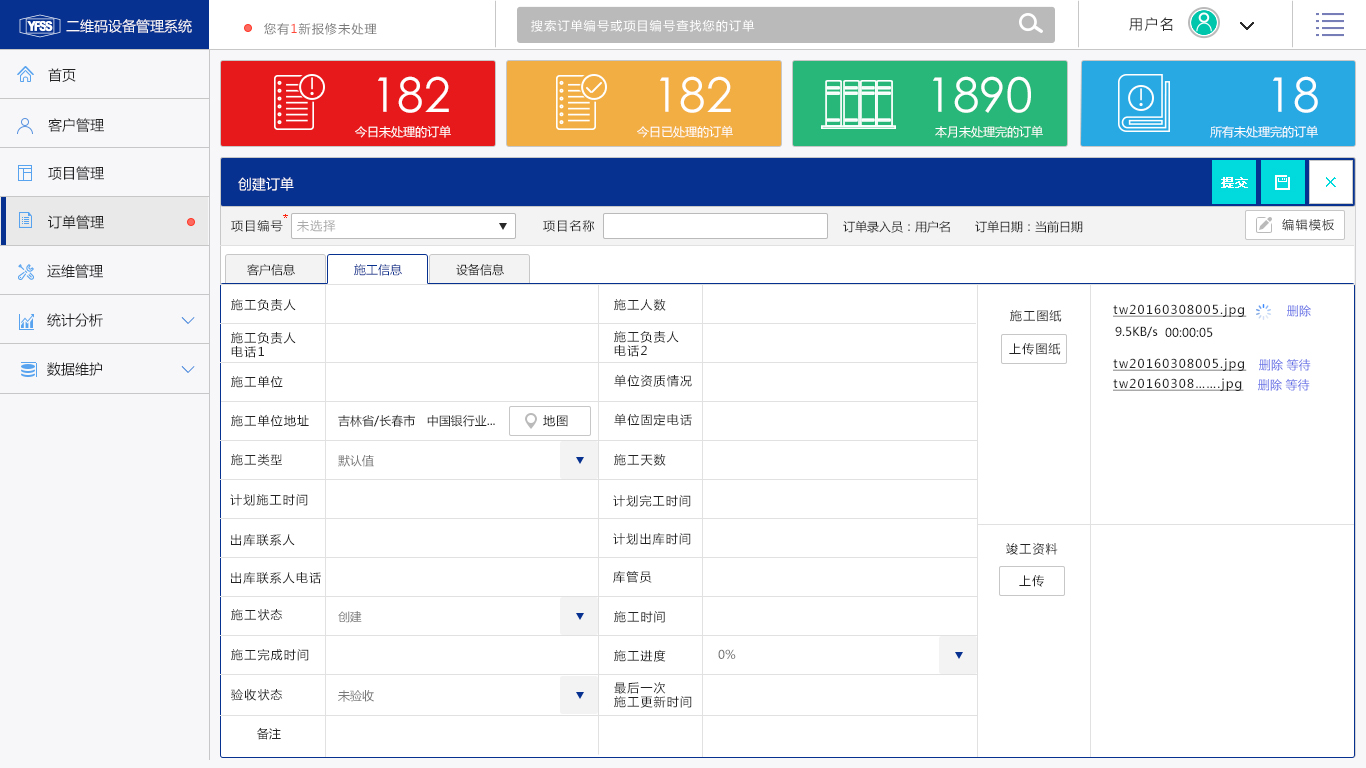 YFSS 二维码设备管理系统
您有1新报修未处理
搜索订单编号或项目编号查找您的订单
用户名
首页
客户管理
项目管理
订单管理
运维管理
统计分析
数据维护
182
今日未处理的订单
182
今日已处理的订单
1890
本月未处理完的订单
18
所有未处理完的订单
创建订单
提交
项目编号* 未选择
项目名称
订单录入员：用户名
订单日期：当前日期
编辑模板
客户信息
施工信息
设备信息
施工负责人
施工人数
施工负责人
电话1
施工负责人
电话2
施工单位
单位资质情况
施工单位地址 吉林省/长春市 中国银行业... 地图
单位固定电话
施工类型 默认值
施工天数
计划施工时间
计划完工时间
出库联系人
计划出库时间
出库联系人电话
库管员
施工状态 创建
施工时间
施工完成时间
施工进度 0%
验收状态 未验收
最后一次
施工更新时间
备注
施工图纸
上传图纸
tw20160308005.jpg 删除
9.5KB/s 00:00:05
tw20160308005.jpg 删除 等待
tw20160308.......jpg 删除 等待
竣工资料
上传